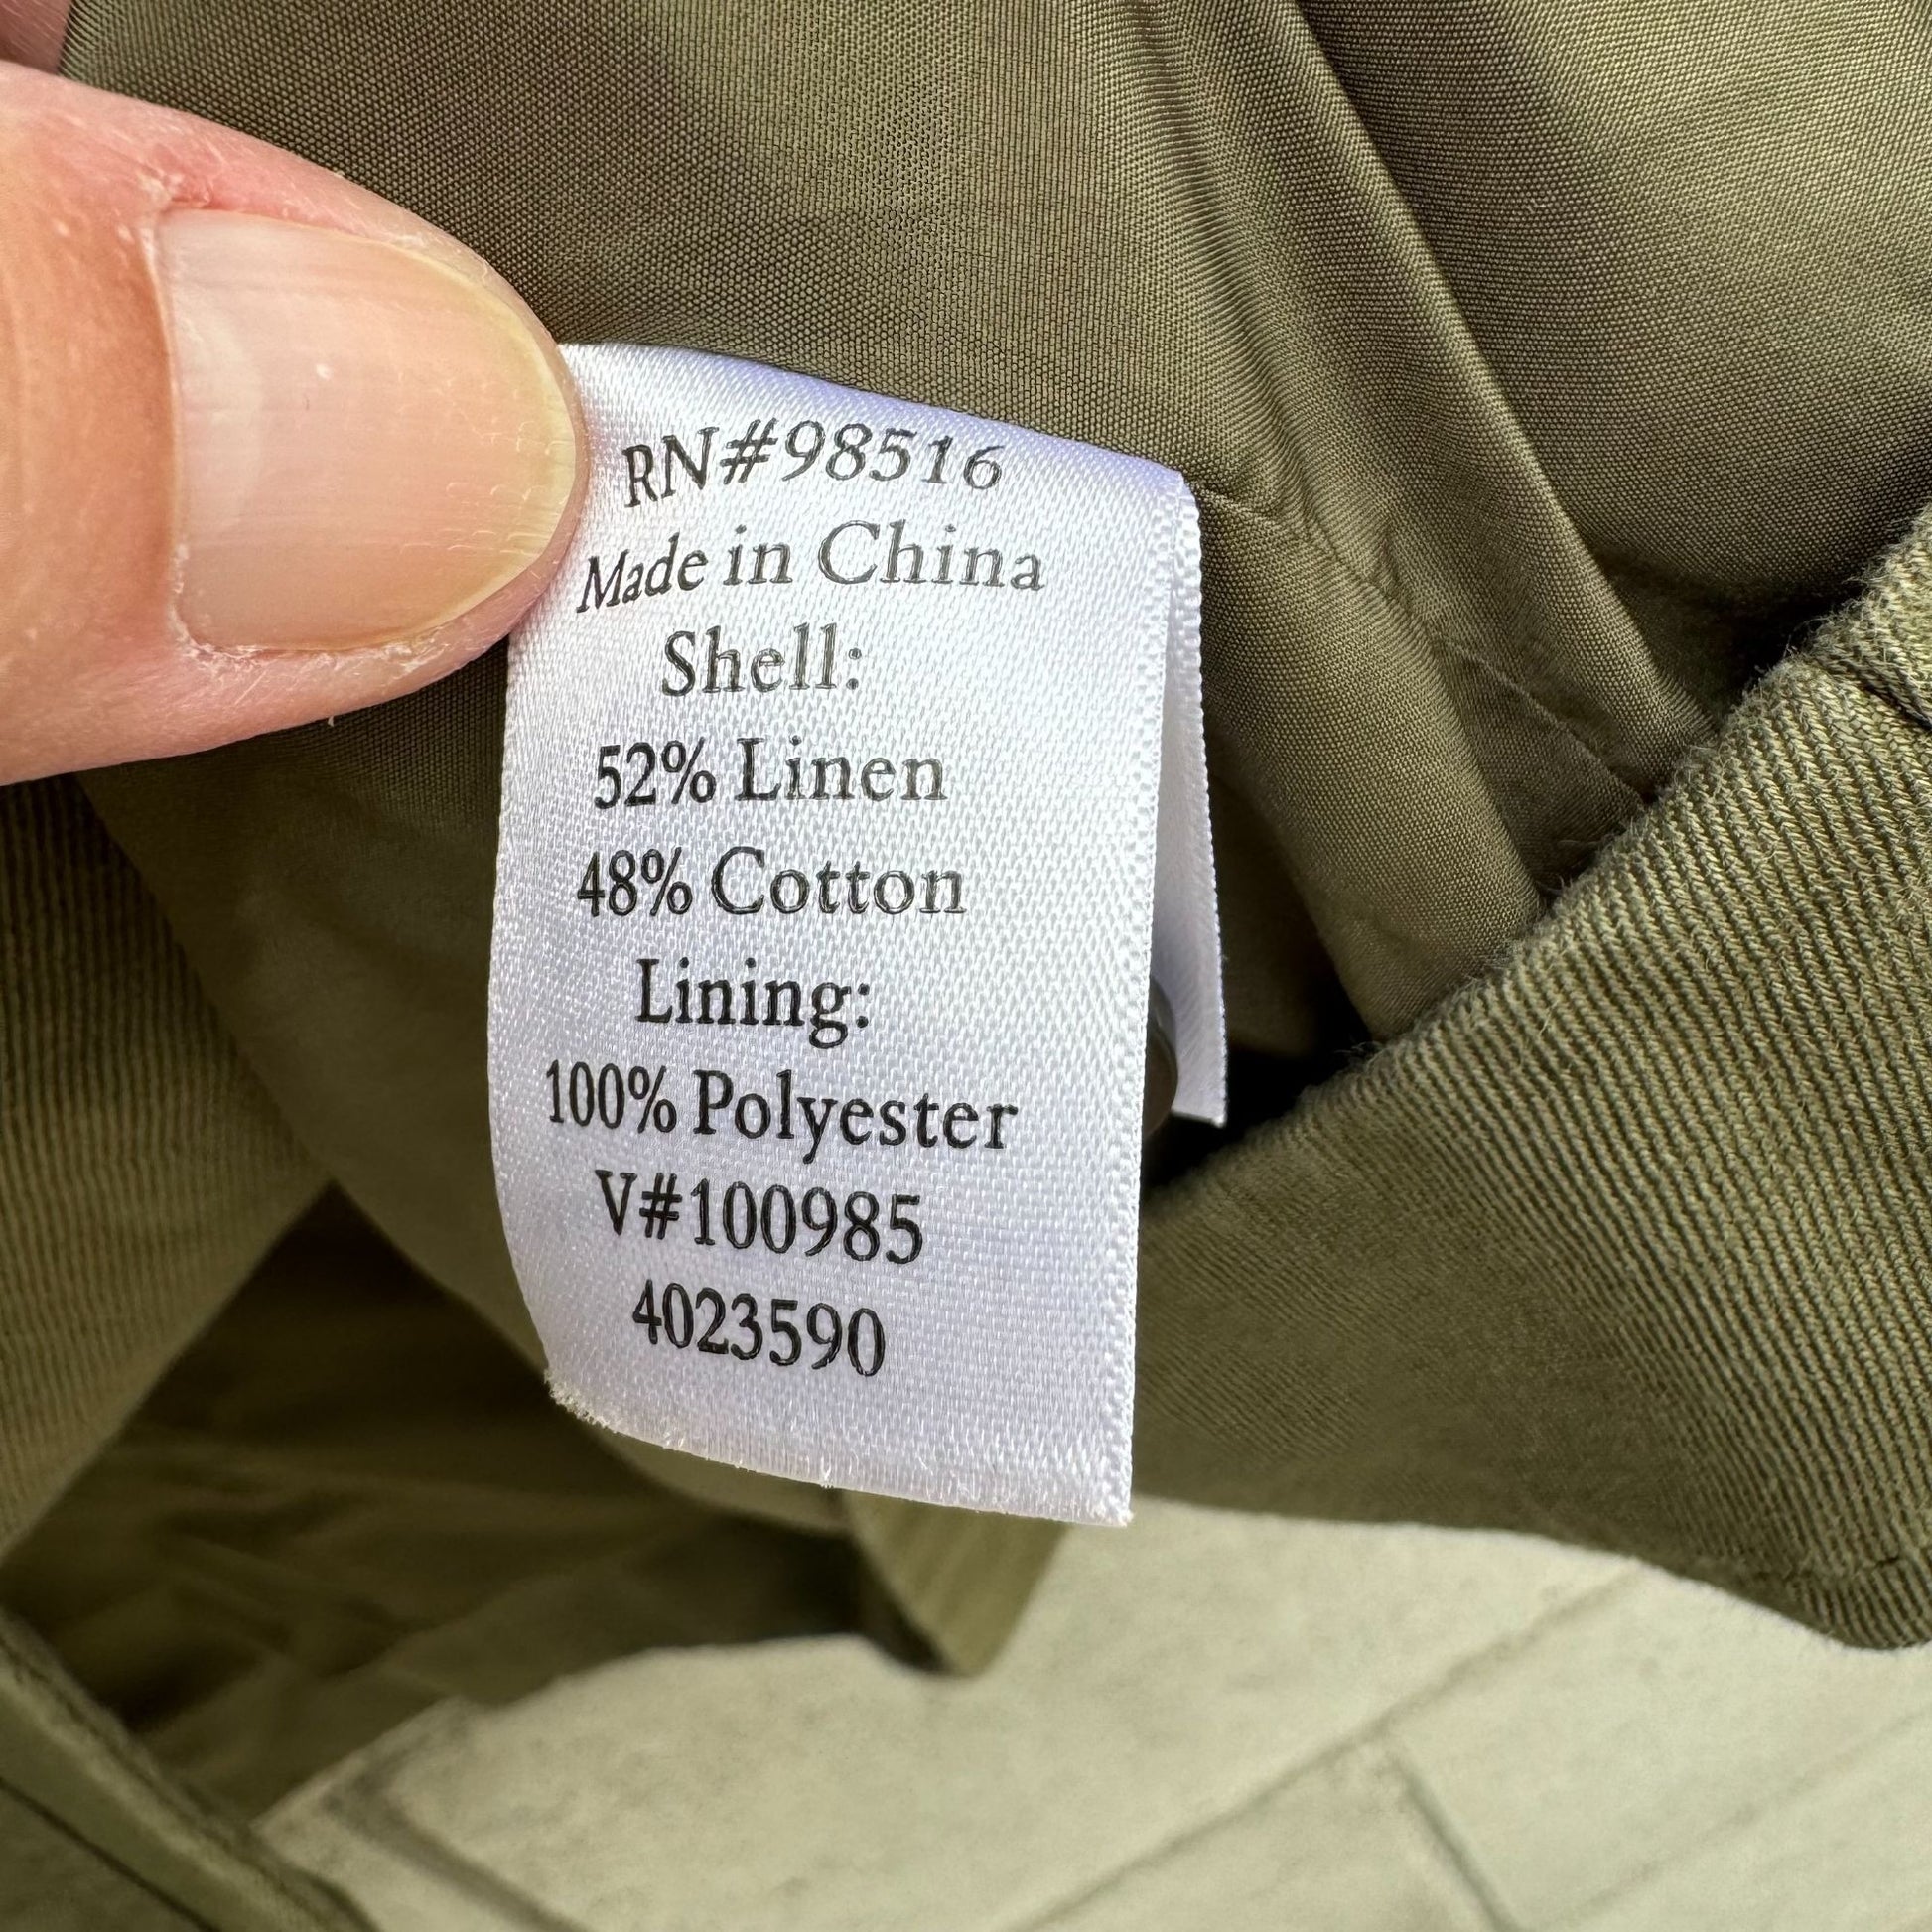 RN#98516
Made in China
Shell:
52% Linen
48% Cotton
Lining:
100% Polyester
V#100985
4023590